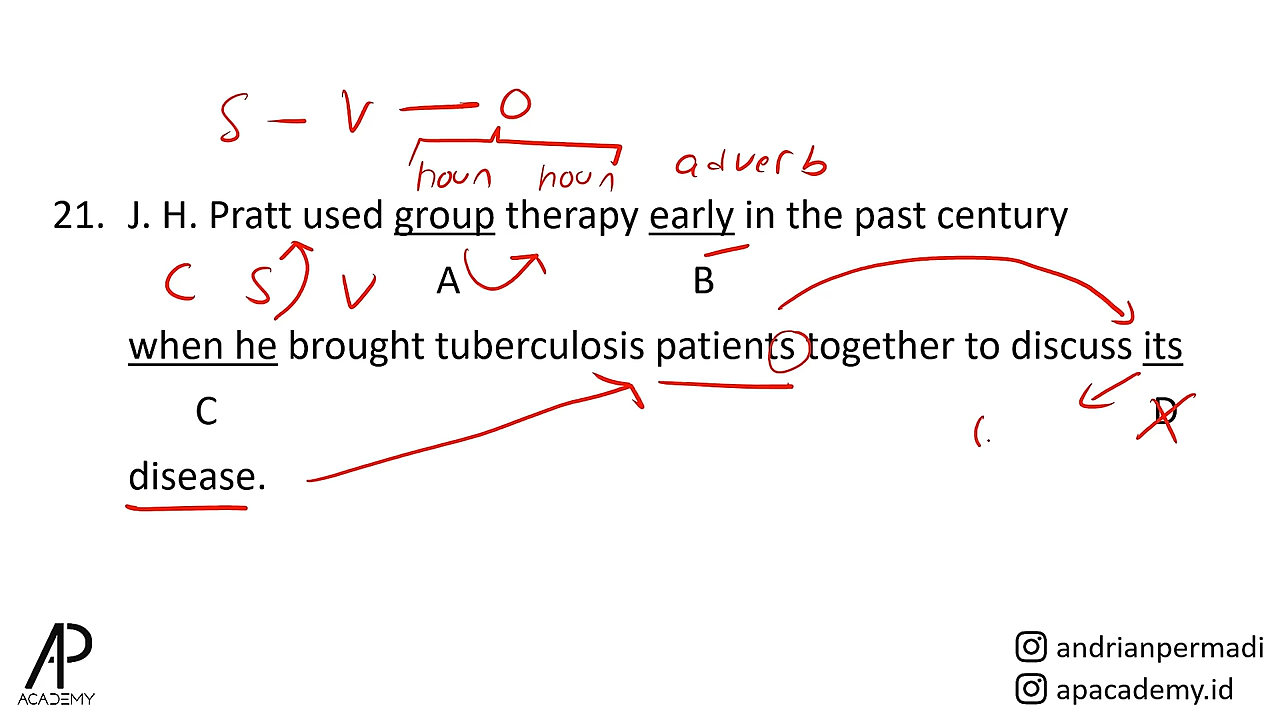 S - V - O
noun noun adverb
21. J. H. Pratt used group therapy early in the past century
C S V A B
when he brought tuberculosis patients together to discuss its
C D
disease.
AP
ACADEMY
andrianpermadi
apacademy.id